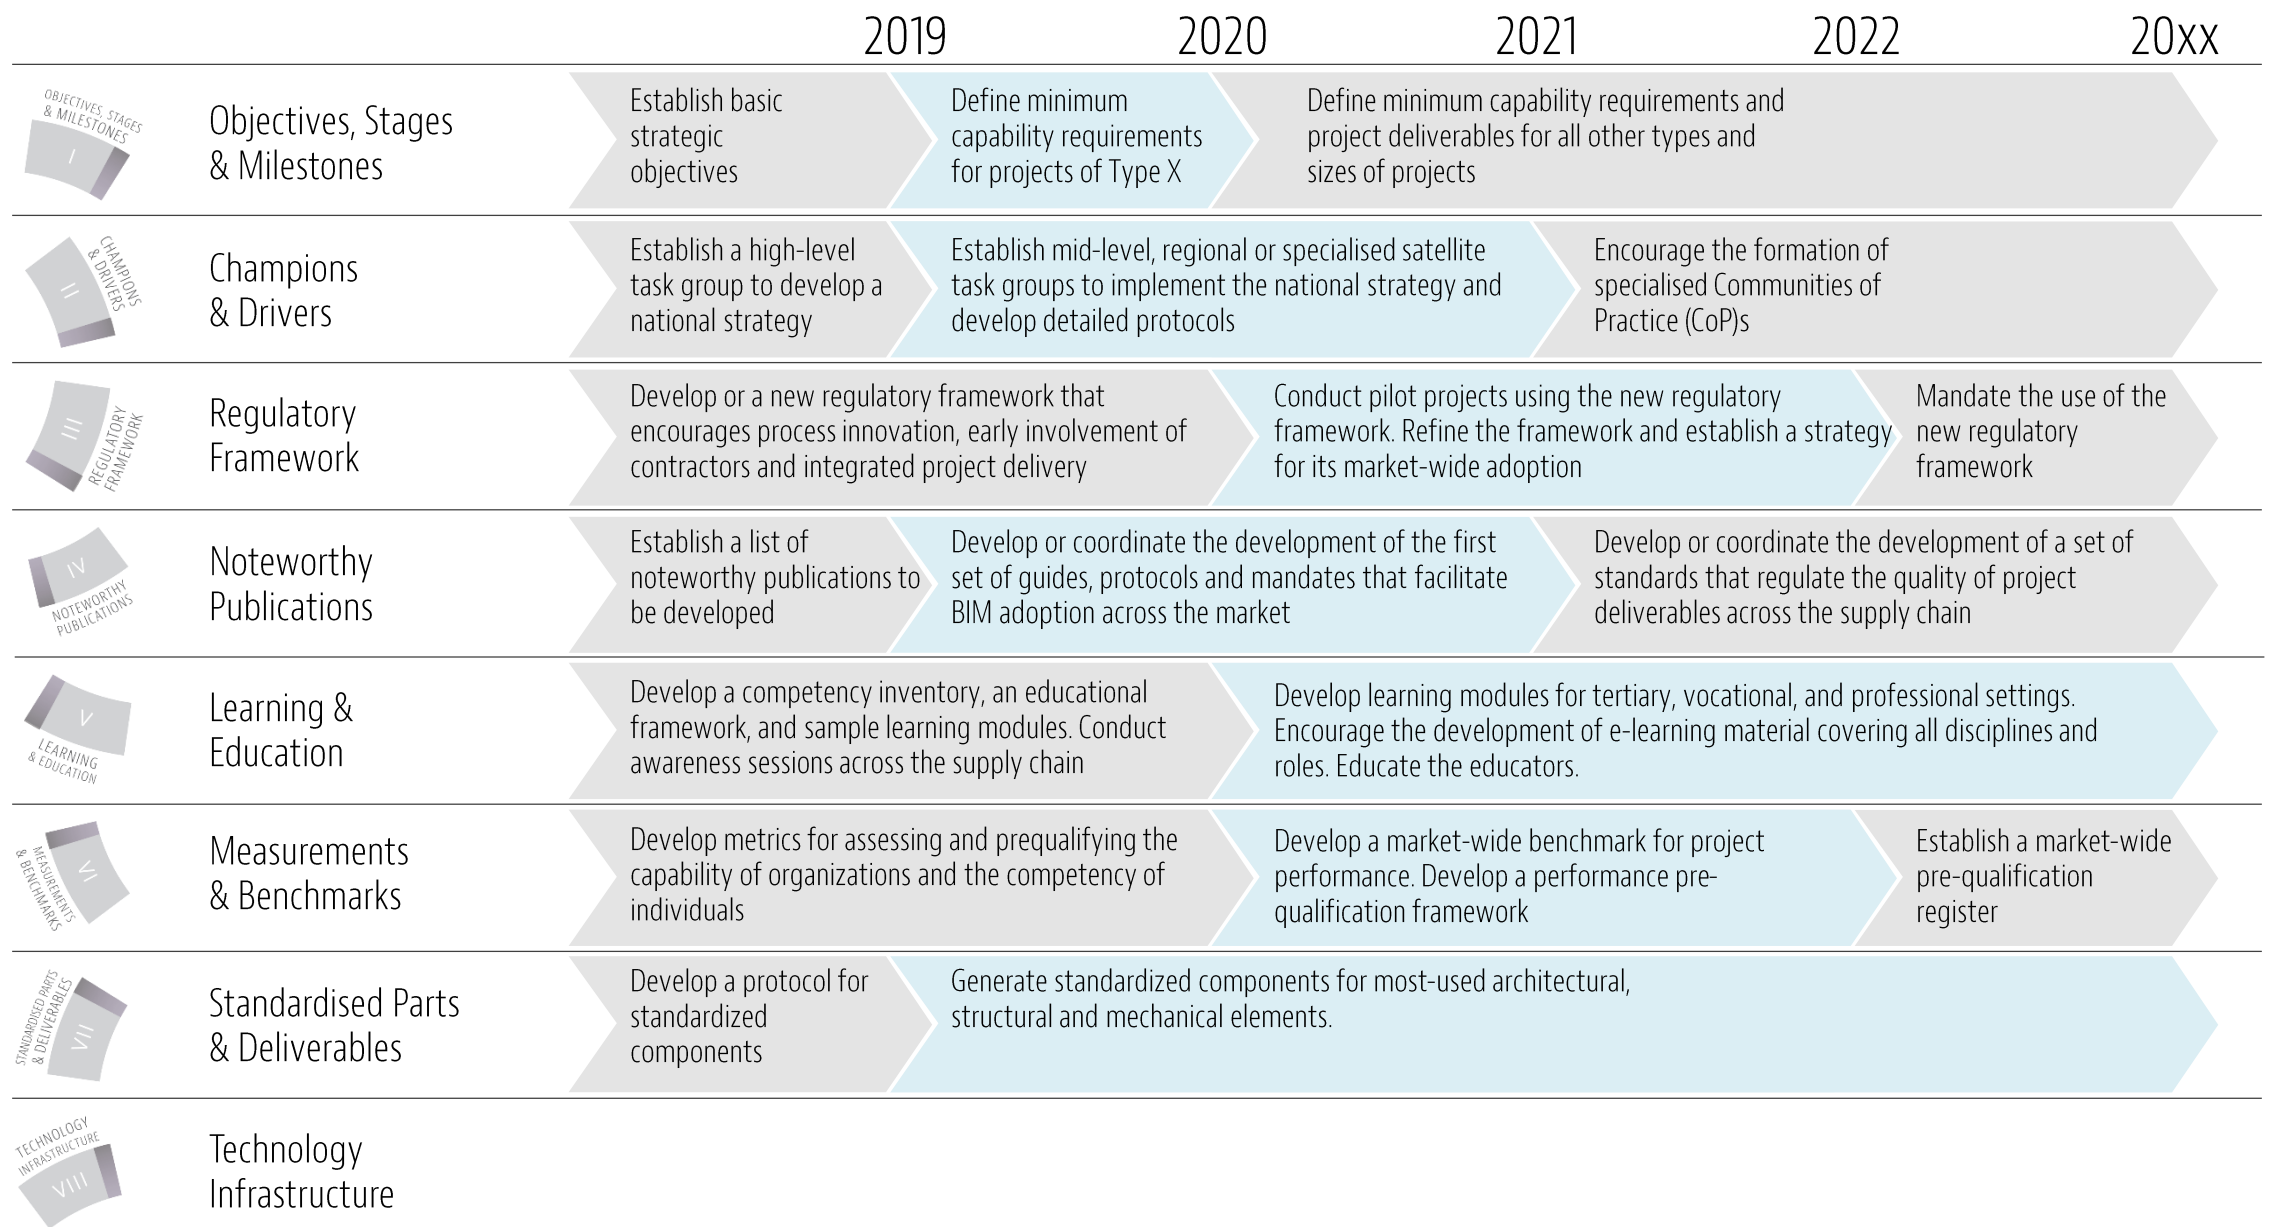 2019 2020 2021 2022 20xx
OBJECTIVES, STAGES
& MILESTONES
I
Objectives, Stages
& Milestones
Establish basic
strategic
objectives
Define minimum
capability requirements
for projects of Type X
Define minimum capability requirements and
project deliverables for all other types and
sizes of projects
CHAMPIONS
& DRIVERS
II
Champions
& Drivers
Establish a high-level
task group to develop a
national strategy
Establish mid-level, regional or specialised satellite
task groups to implement the national strategy and
develop detailed protocols
Encourage the formation of
specialised Communities of
Practice (CoP)s
III
REGULATORY
FRAMEWORK
Regulatory
Framework
Develop or a new regulatory framework that
encourages process innovation, early involvement of
contractors and integrated project delivery
Conduct pilot projects using the new regulatory
framework. Refine the framework and establish a strategy
for its market-wide adoption
Mandate the use of the
new regulatory
framework
IV
NOTEWORTHY
PUBLICATIONS
Noteworthy
Publications
Establish a list of
noteworthy publications to
be developed
Develop or coordinate the development of the first
set of guides, protocols and mandates that facilitate
BIM adoption across the market
Develop or coordinate the development of a set of
standards that regulate the quality of project
deliverables across the supply chain
V
LEARNING
& EDUCATION
Learning &
Education
Develop a competency inventory, an educational
framework, and sample learning modules. Conduct
awareness sessions across the supply chain
Develop learning modules for tertiary, vocational, and professional settings.
Encourage the development of e-learning material covering all disciplines and
roles. Educate the educators.
VI
MEASUREMENTS
& BENCHMARKS
Measurements
& Benchmarks
Develop metrics for assessing and prequalifying the
capability of organizations and the competency of
individuals
Develop a market-wide benchmark for project
performance. Develop a performance pre-
qualification framework
Establish a market-wide
pre-qualification
register
STANDARDISED PARTS
& DELIVERABLES
VII
Standardised Parts
& Deliverables
Develop a protocol for
standardized
components
Generate standardized components for most-used architectural,
structural and mechanical elements.
TECHNOLOGY
INFRASTRUCTURE
VIII
Technology
Infrastructure